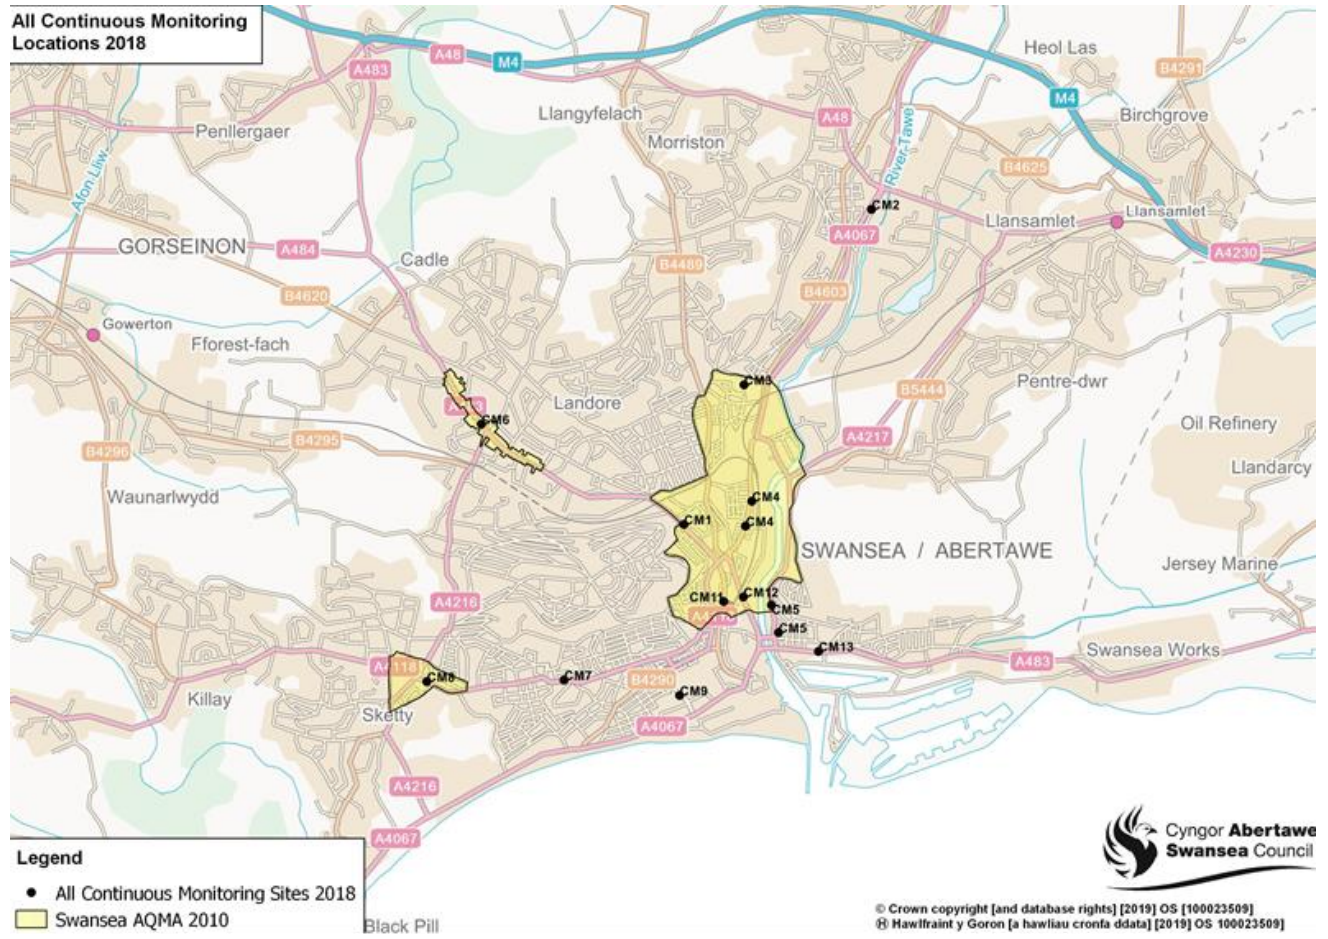 All Continuous Monitoring
Locations 2018
A483
A48
M4
Heol Las
B4291
M4
Birchgrove
Llangyfelach
A48
Penllergaer
Morriston
River-Tawe
B4625
Afon Lliw
CM2
Llansamlet
Llansamlet
A4067
GORSEINON
A484
A4230
Cadle
B4489
B4620
B4603
Gowerton
Fforest-fach
CM3
Pentre-dwr
B5444
Landore
CM6
Oil Refinery
B4296
B4295
A4217
Llandarcy
Waunarlwydd
CM4
CM1
CM4
SWANSEA / ABERTAWE
Jersey Marine
A4216
CM11
CM12
CM5
CM5
CM13
Swansea Works
A483
CM8
CM7
B4290
CM9
Killay
Sketty
A4067
A4216
A4067
Legend
All Continuous Monitoring Sites 2018
Swansea AQMA 2010
Black Pill
Cyngor Abertawe
Swansea Council
© Crown copyright [and database rights] [2019] OS [100023509]
Ⓗ Hawlfraint y Goron [a hawliau cronfa ddata] [2019] OS 100023509]